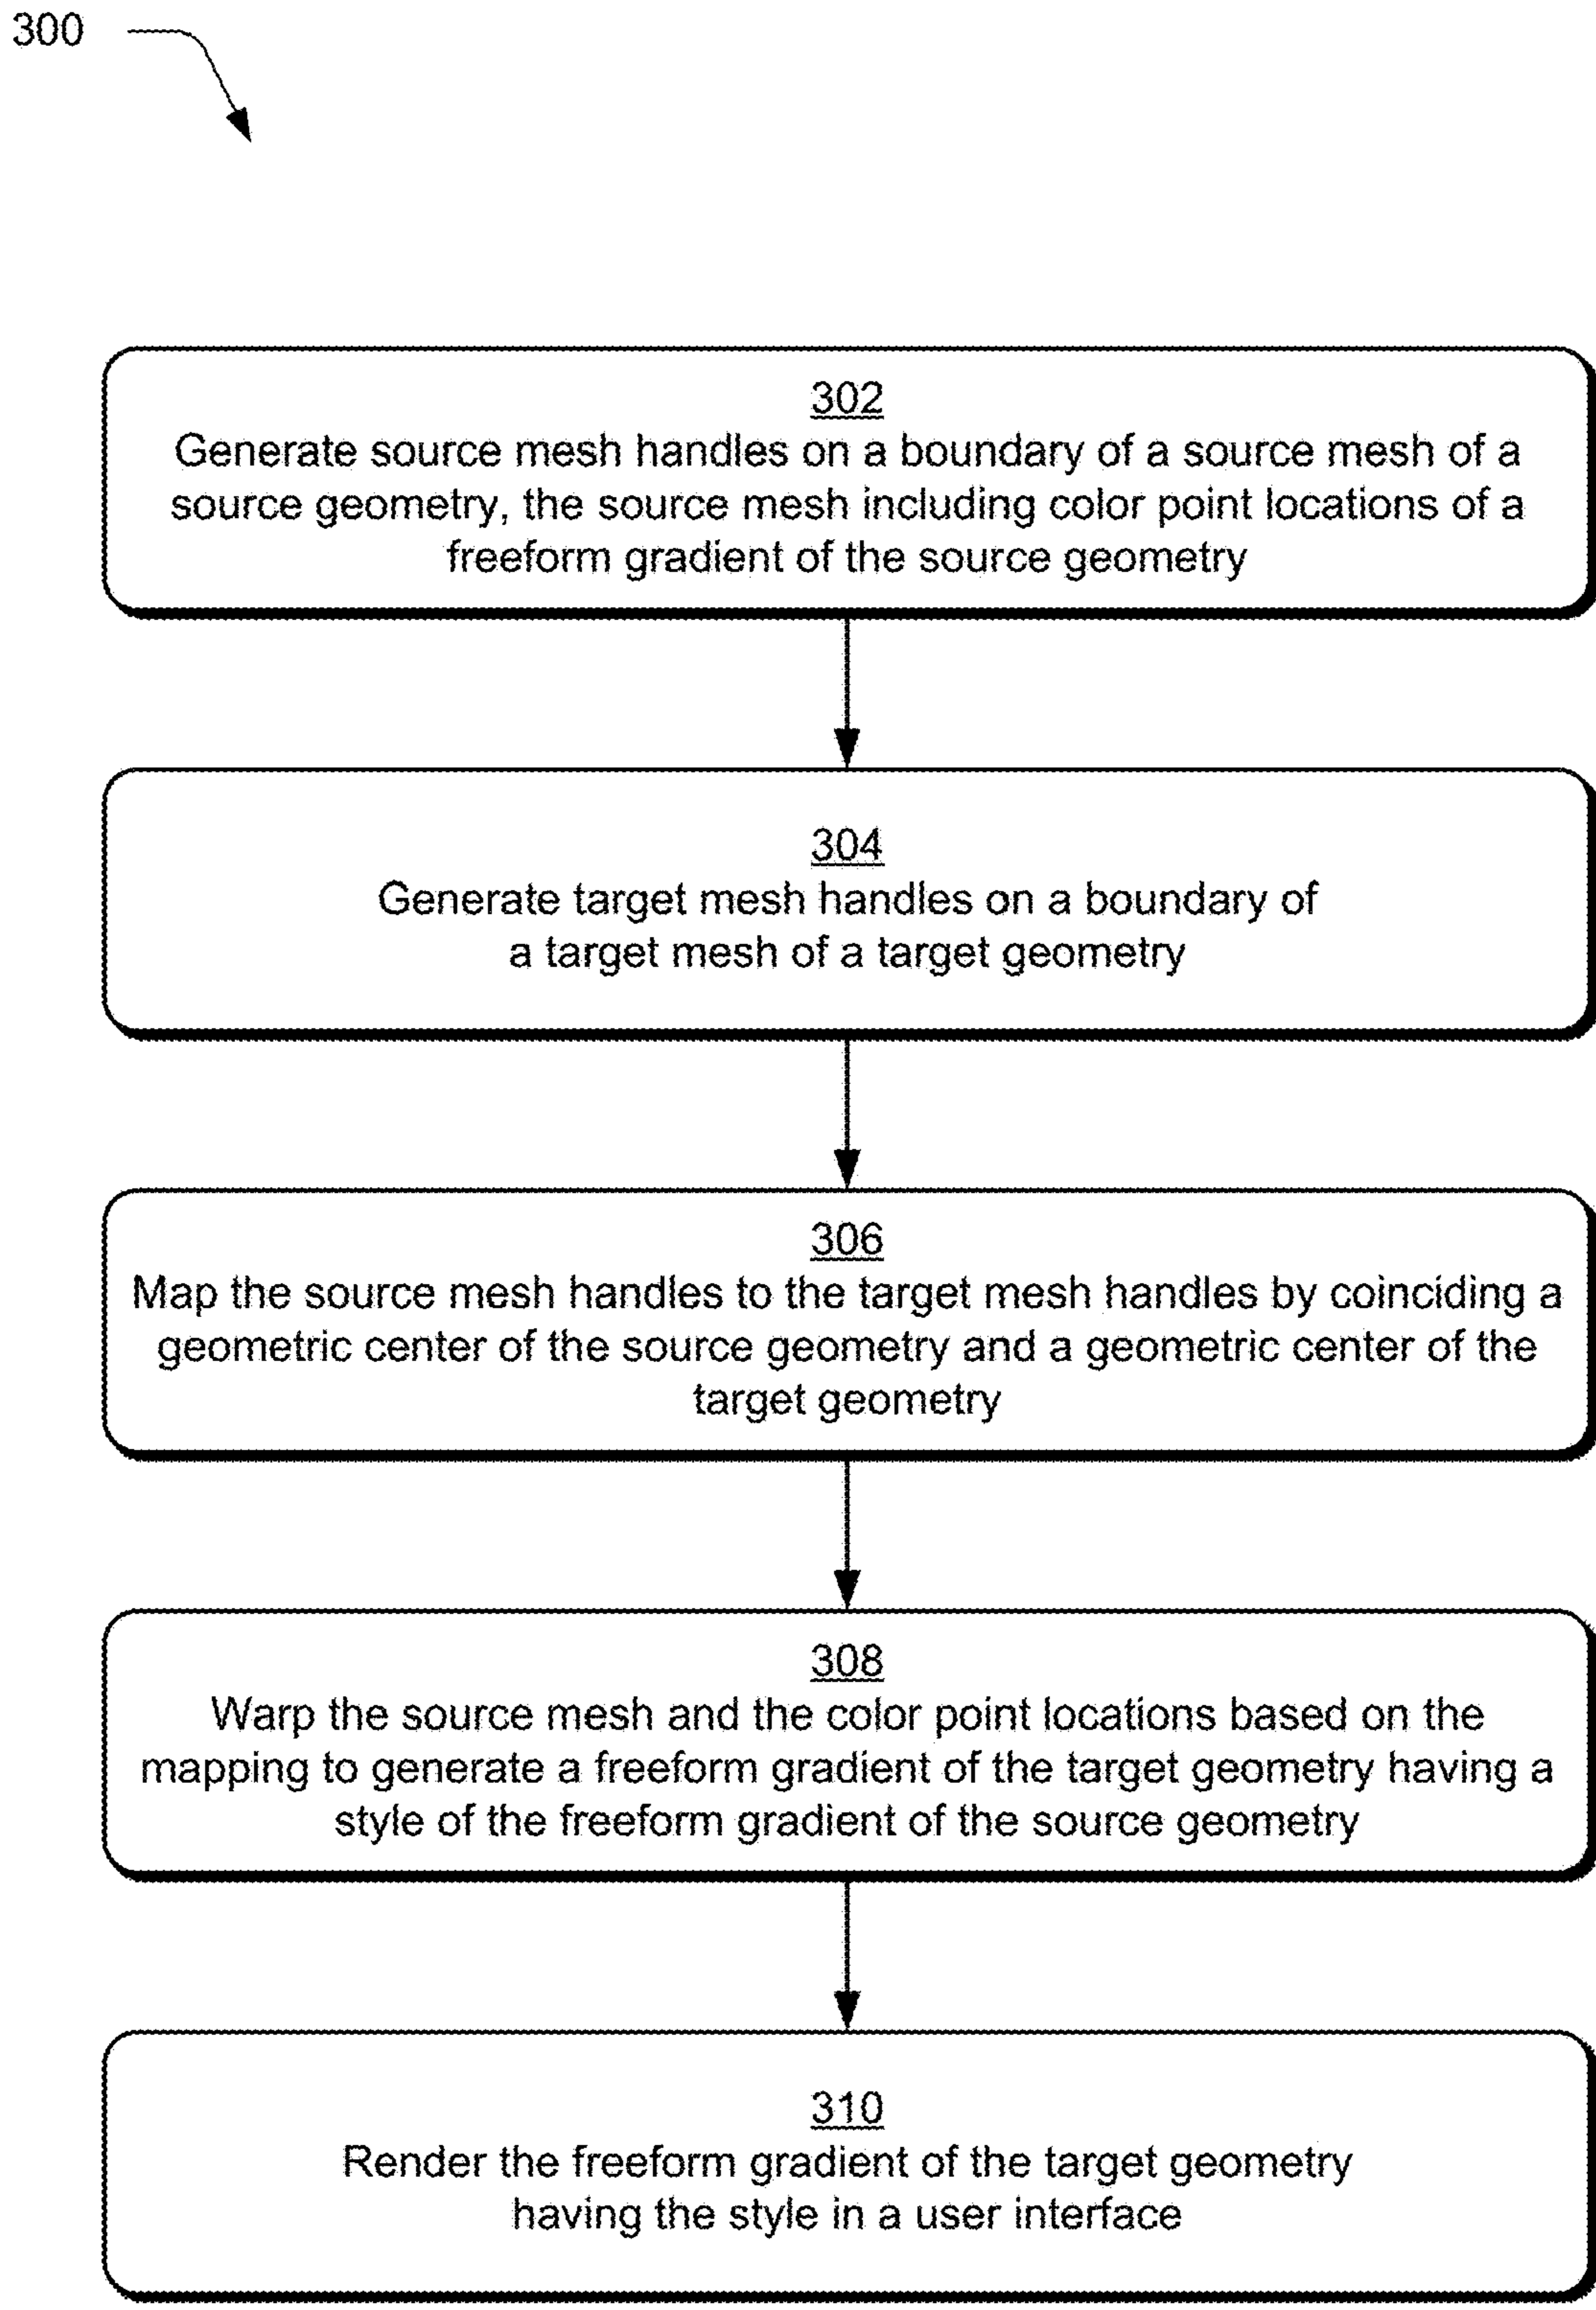 300
302
Generate source mesh handles on a boundary of a source mesh of a
source geometry, the source mesh including color point locations of a
freeform gradient of the source geometry
304
Generate target mesh handles on a boundary of
a target mesh of a target geometry
306
Map the source mesh handles to the target mesh handles by coinciding a
geometric center of the source geometry and a geometric center of the
target geometry
308
Warp the source mesh and the color point locations based on the
mapping to generate a freeform gradient of the target geometry having a
style of the freeform gradient of the source geometry
310
Render the freeform gradient of the target geometry
having the style in a user interface